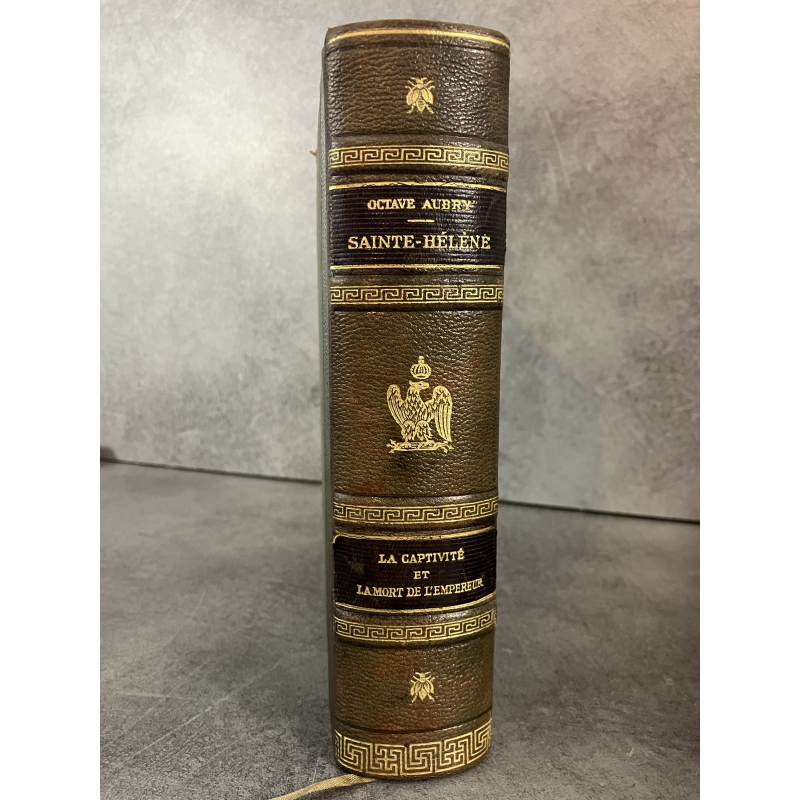 OCTAVE AUBRY
SAINTE-HÉLÈNE
LA CAPTIVITÉ
ET
LA MORT DE L'EMPEREUR